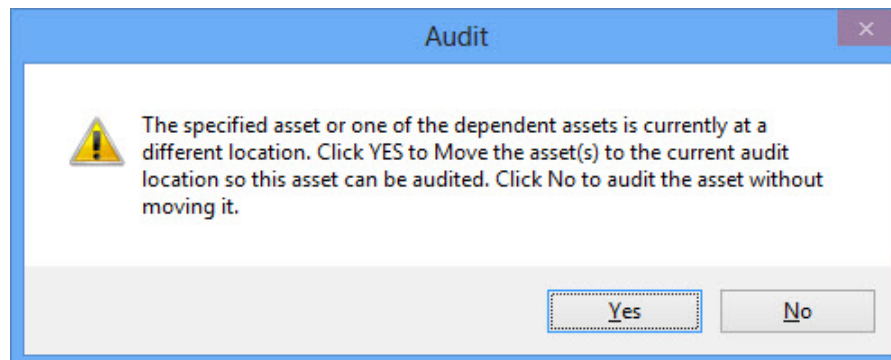 Audit
The specified asset or one of the dependent assets is currently at a
different location. Click YES to Move the asset(s) to the current audit
location so this asset can be audited. Click No to audit the asset without
moving it.
Yes
No